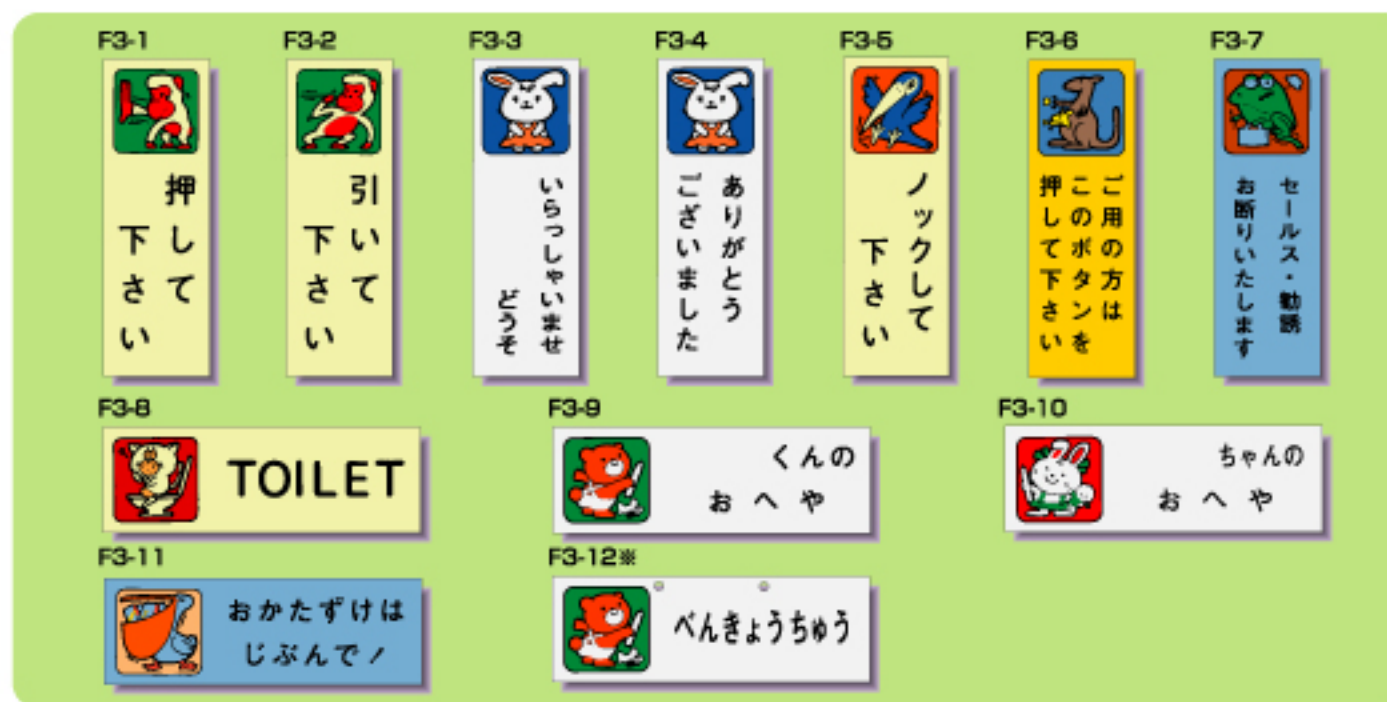 F3-1
押して
下さい
F3-2
引いて
下さい
F3-3
いらっしゃいませ
どうぞ
F3-4
ありがとう
ございました
F3-5
ノックして
下さい
F3-6
ご用の方は
このボタンを
押して下さい
F3-7
セールス・勧誘
お断りいたします
F3-8
TOILET
F3-9
くんの
おへや
F3-10
ちゃんの
おへや
F3-11
おかたずけは
じぶんで！
F3-12※
べんきょうちゅう